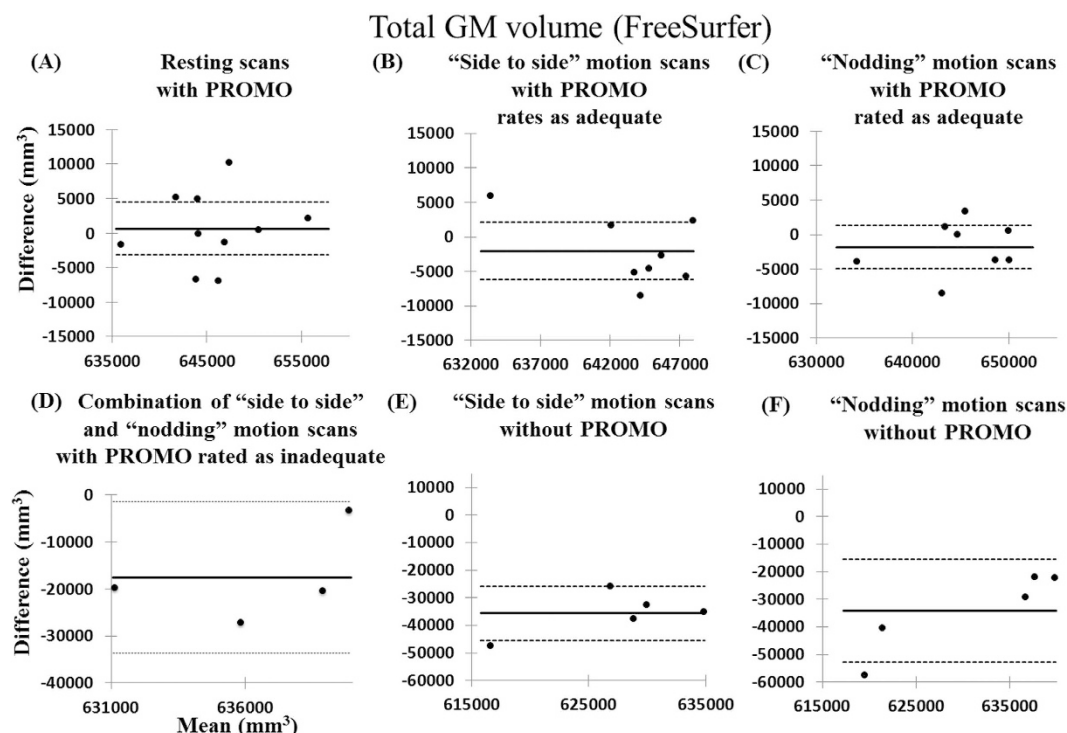 Total GM volume (FreeSurfer)
(A)
Resting scans
with PROMO
(B)
“Side to side” motion scans
with PROMO
rates as adequate
(C)
“Nodding” motion scans
with PROMO
rated as adequate
Difference (mm³)
15000
10000
5000
0
-5000
-10000
-15000
635000 645000 655000
15000
10000
5000
0
-5000
-10000
-15000
632000 637000 642000 647000
15000
10000
5000
0
-5000
-10000
-15000
630000 640000 650000
(D)
Combination of “side to side”
and “nodding” motion scans
with PROMO rated as inadequate
(E)
“Side to side” motion scans
without PROMO
(F)
“Nodding” motion scans
without PROMO
Difference (mm³)
0
-10000
-20000
-30000
-40000
631000 636000
Mean (mm³)
10000
0
-10000
-20000
-30000
-40000
-50000
-60000
615000 625000 635000
10000
0
-10000
-20000
-30000
-40000
-50000
-60000
615000 625000 635000